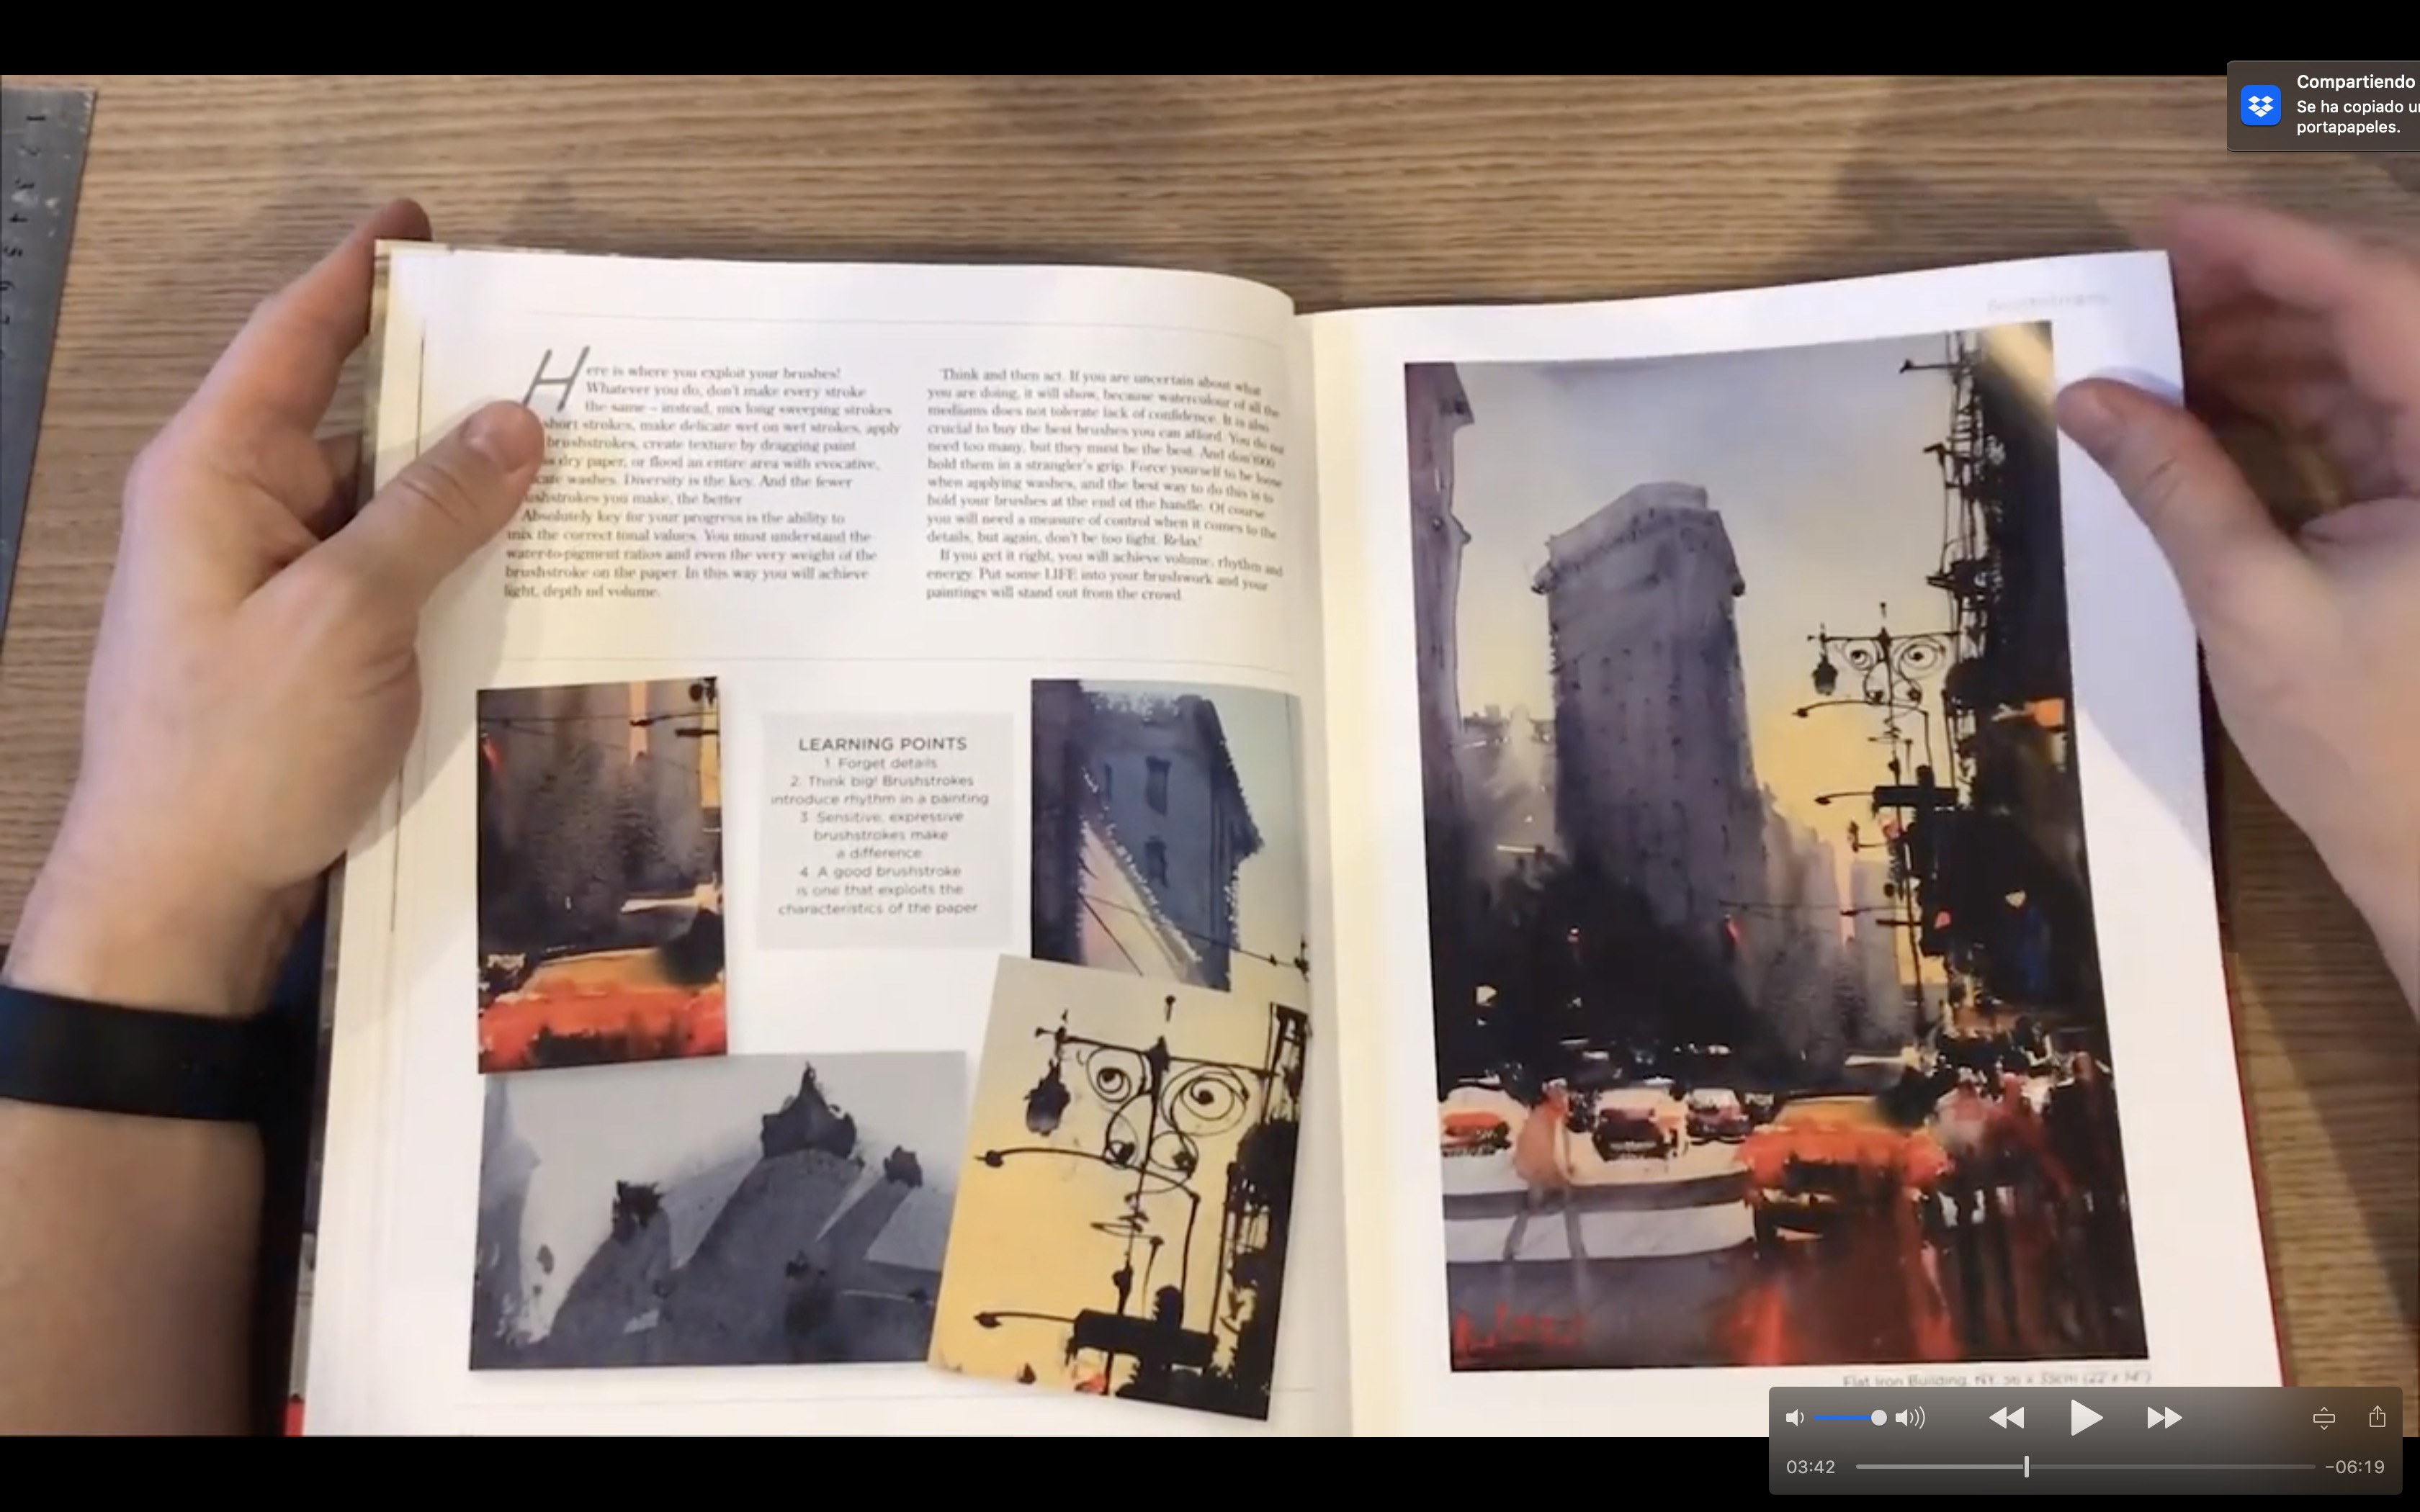 Compartiendo
Se ha copiado
portapapeles.
Here is where you exploit your brushes!
Whatever you do, don't make every stroke
the same – instead, mix long sweeping strokes
short strokes, make delicate wet on wet strokes, apply
brushstrokes, create texture by dragging paint
dry paper, or flood an entire area with evocative,
washes. Diversity is the key. And the fewer
you make, the better
Absolutely key for your progress is the ability to
mix the correct tonal values. You must understand the
water-to-pigment ratios and even the very weight of the
brushstroke on the paper. In this way you will achieve
light, depth nd volume.
Think and then act. If you are uncertain about what
you are doing, it will show, because watercolour of all the
mediums does not tolerate lack of confidence. It is also
crucial to buy the best brushes you can afford. You do not
need too many, but they must be the best. And don't
hold them in a strangler's grip. Force yourself to be loose
when applying washes, and the best way to do this is to
hold your brushes at the end of the handle. Of course
you will need a measure of control when it comes to the
details, but again, don't be too tight. Relax!
If you get it right, you will achieve volume, rhythm and
energy. Put some LIFE into your brushwork and your
paintings will stand out from the crowd.
LEARNING POINTS
1. Forget details
2. Think big! Brushstrokes
introduce rhythm in a painting
3. Sensitive, expressive
brushstrokes make
a difference
4. A good brushstroke
is one that exploits the
characteristics of the paper
Flat Iron Building, NY, 56 x 35cm (22 x 14")
03:42
-06:19